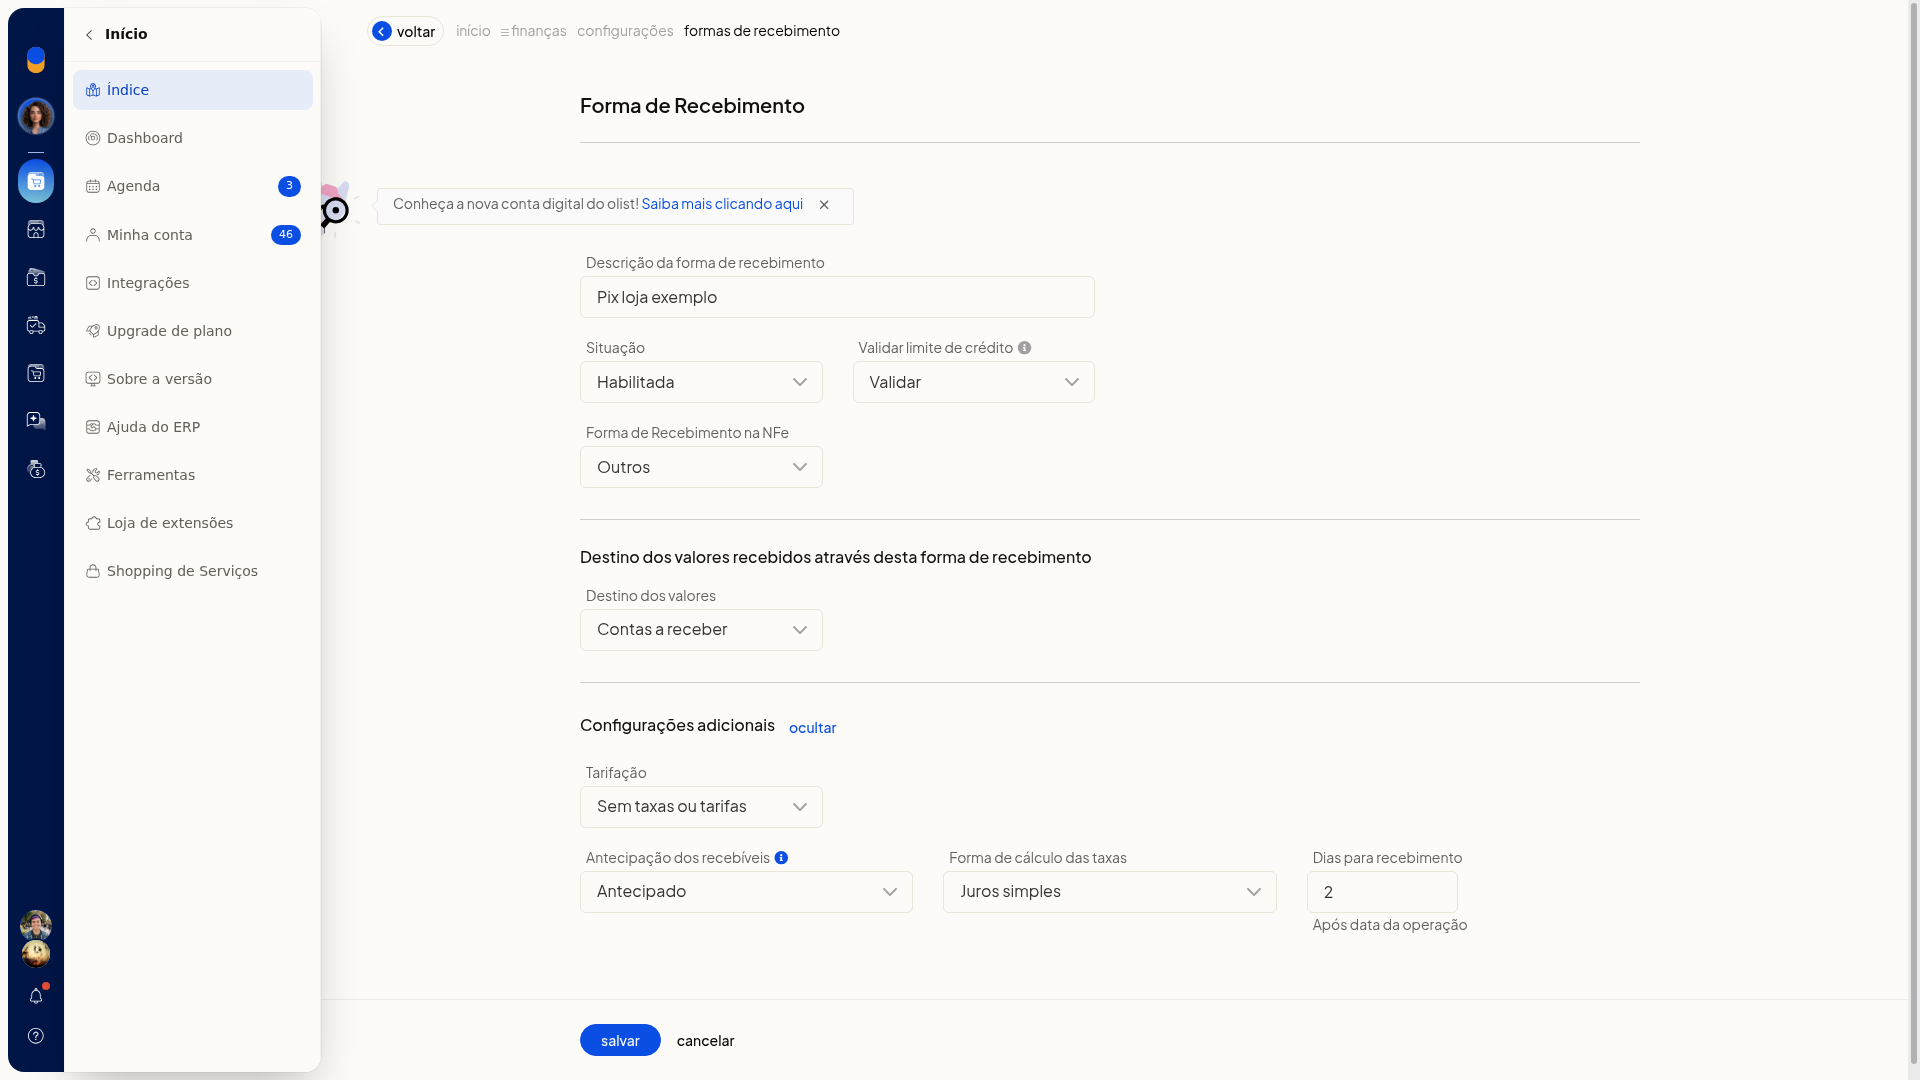 Início
Índice
Dashboard
Agenda
3
Minha conta
46
Integrações
Upgrade de plano
Sobre a versão
Ajuda do ERP
Ferramentas
Loja de extensões
Shopping de Serviços
voltar início finanças configurações formas de recebimento
Forma de Recebimento
Conheça a nova conta digital do olist! Saiba mais clicando aqui
Descrição da forma de recebimento
Pix loja exemplo
Situação Validar limite de crédito
Habilitada Validar
Forma de Recebimento na NFe
Outros
Destino dos valores recebidos através desta forma de recebimento
Destino dos valores
Contas a receber
Configurações adicionais ocultar
Tarifação
Sem taxas ou tarifas
Antecipação dos recebíveis Forma de cálculo das taxas Dias para recebimento
Antecipado Juros simples 2
Após data da operação
salvar cancelar